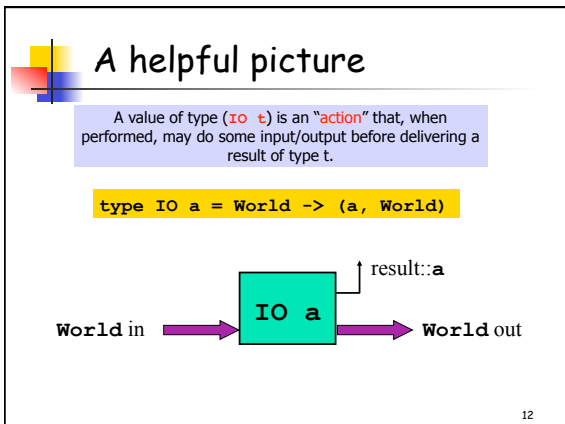 A helpful picture
A value of type (IO t) is an “action” that, when
performed, may do some input/output before delivering a
result of type t.
type IO a = World -> (a, World)
result::a
IO a
World in
World out
12